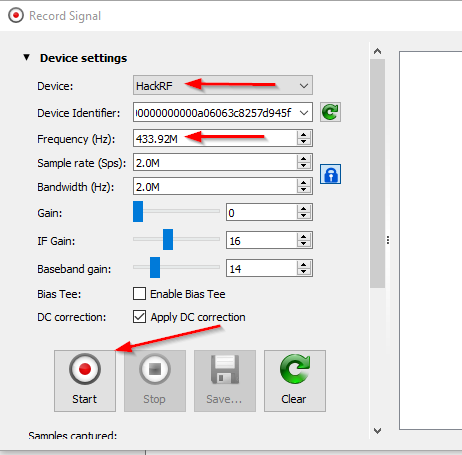 Record Signal
▼ Device settings
Device: HackRF
Device Identifier: 0000000000a06063c8257d945f
Frequency (Hz): 433.92M
Sample rate (Sps): 2.0M
Bandwidth (Hz): 2.0M
Gain: 0
IF Gain: 16
Baseband gain: 14
Bias Tee: Enable Bias Tee
DC correction: Apply DC correction
Start Stop Save... Clear
Samples captured: